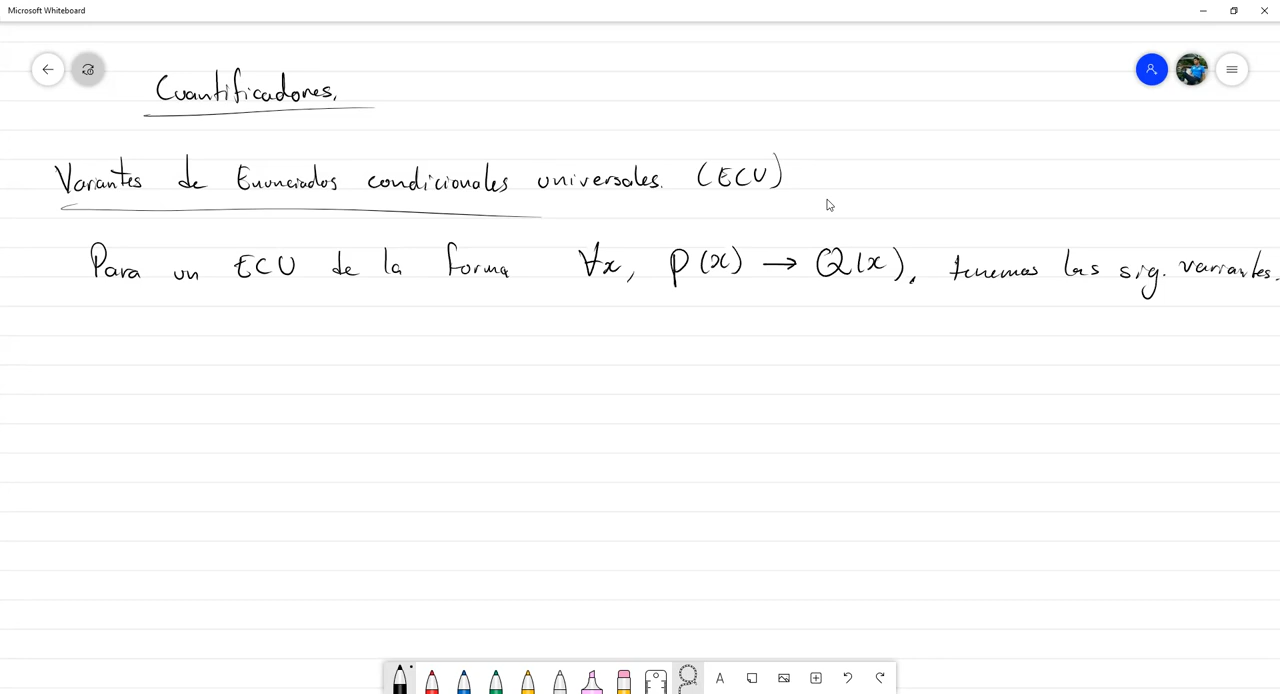 Microsoft Whiteboard
Cuantificadores.
Variantes de Enunciados condicionales universales. (ECU)
Para un ECU de la forma ∀x, P(x) → Q(x). tenemos las sig. variantes.
A